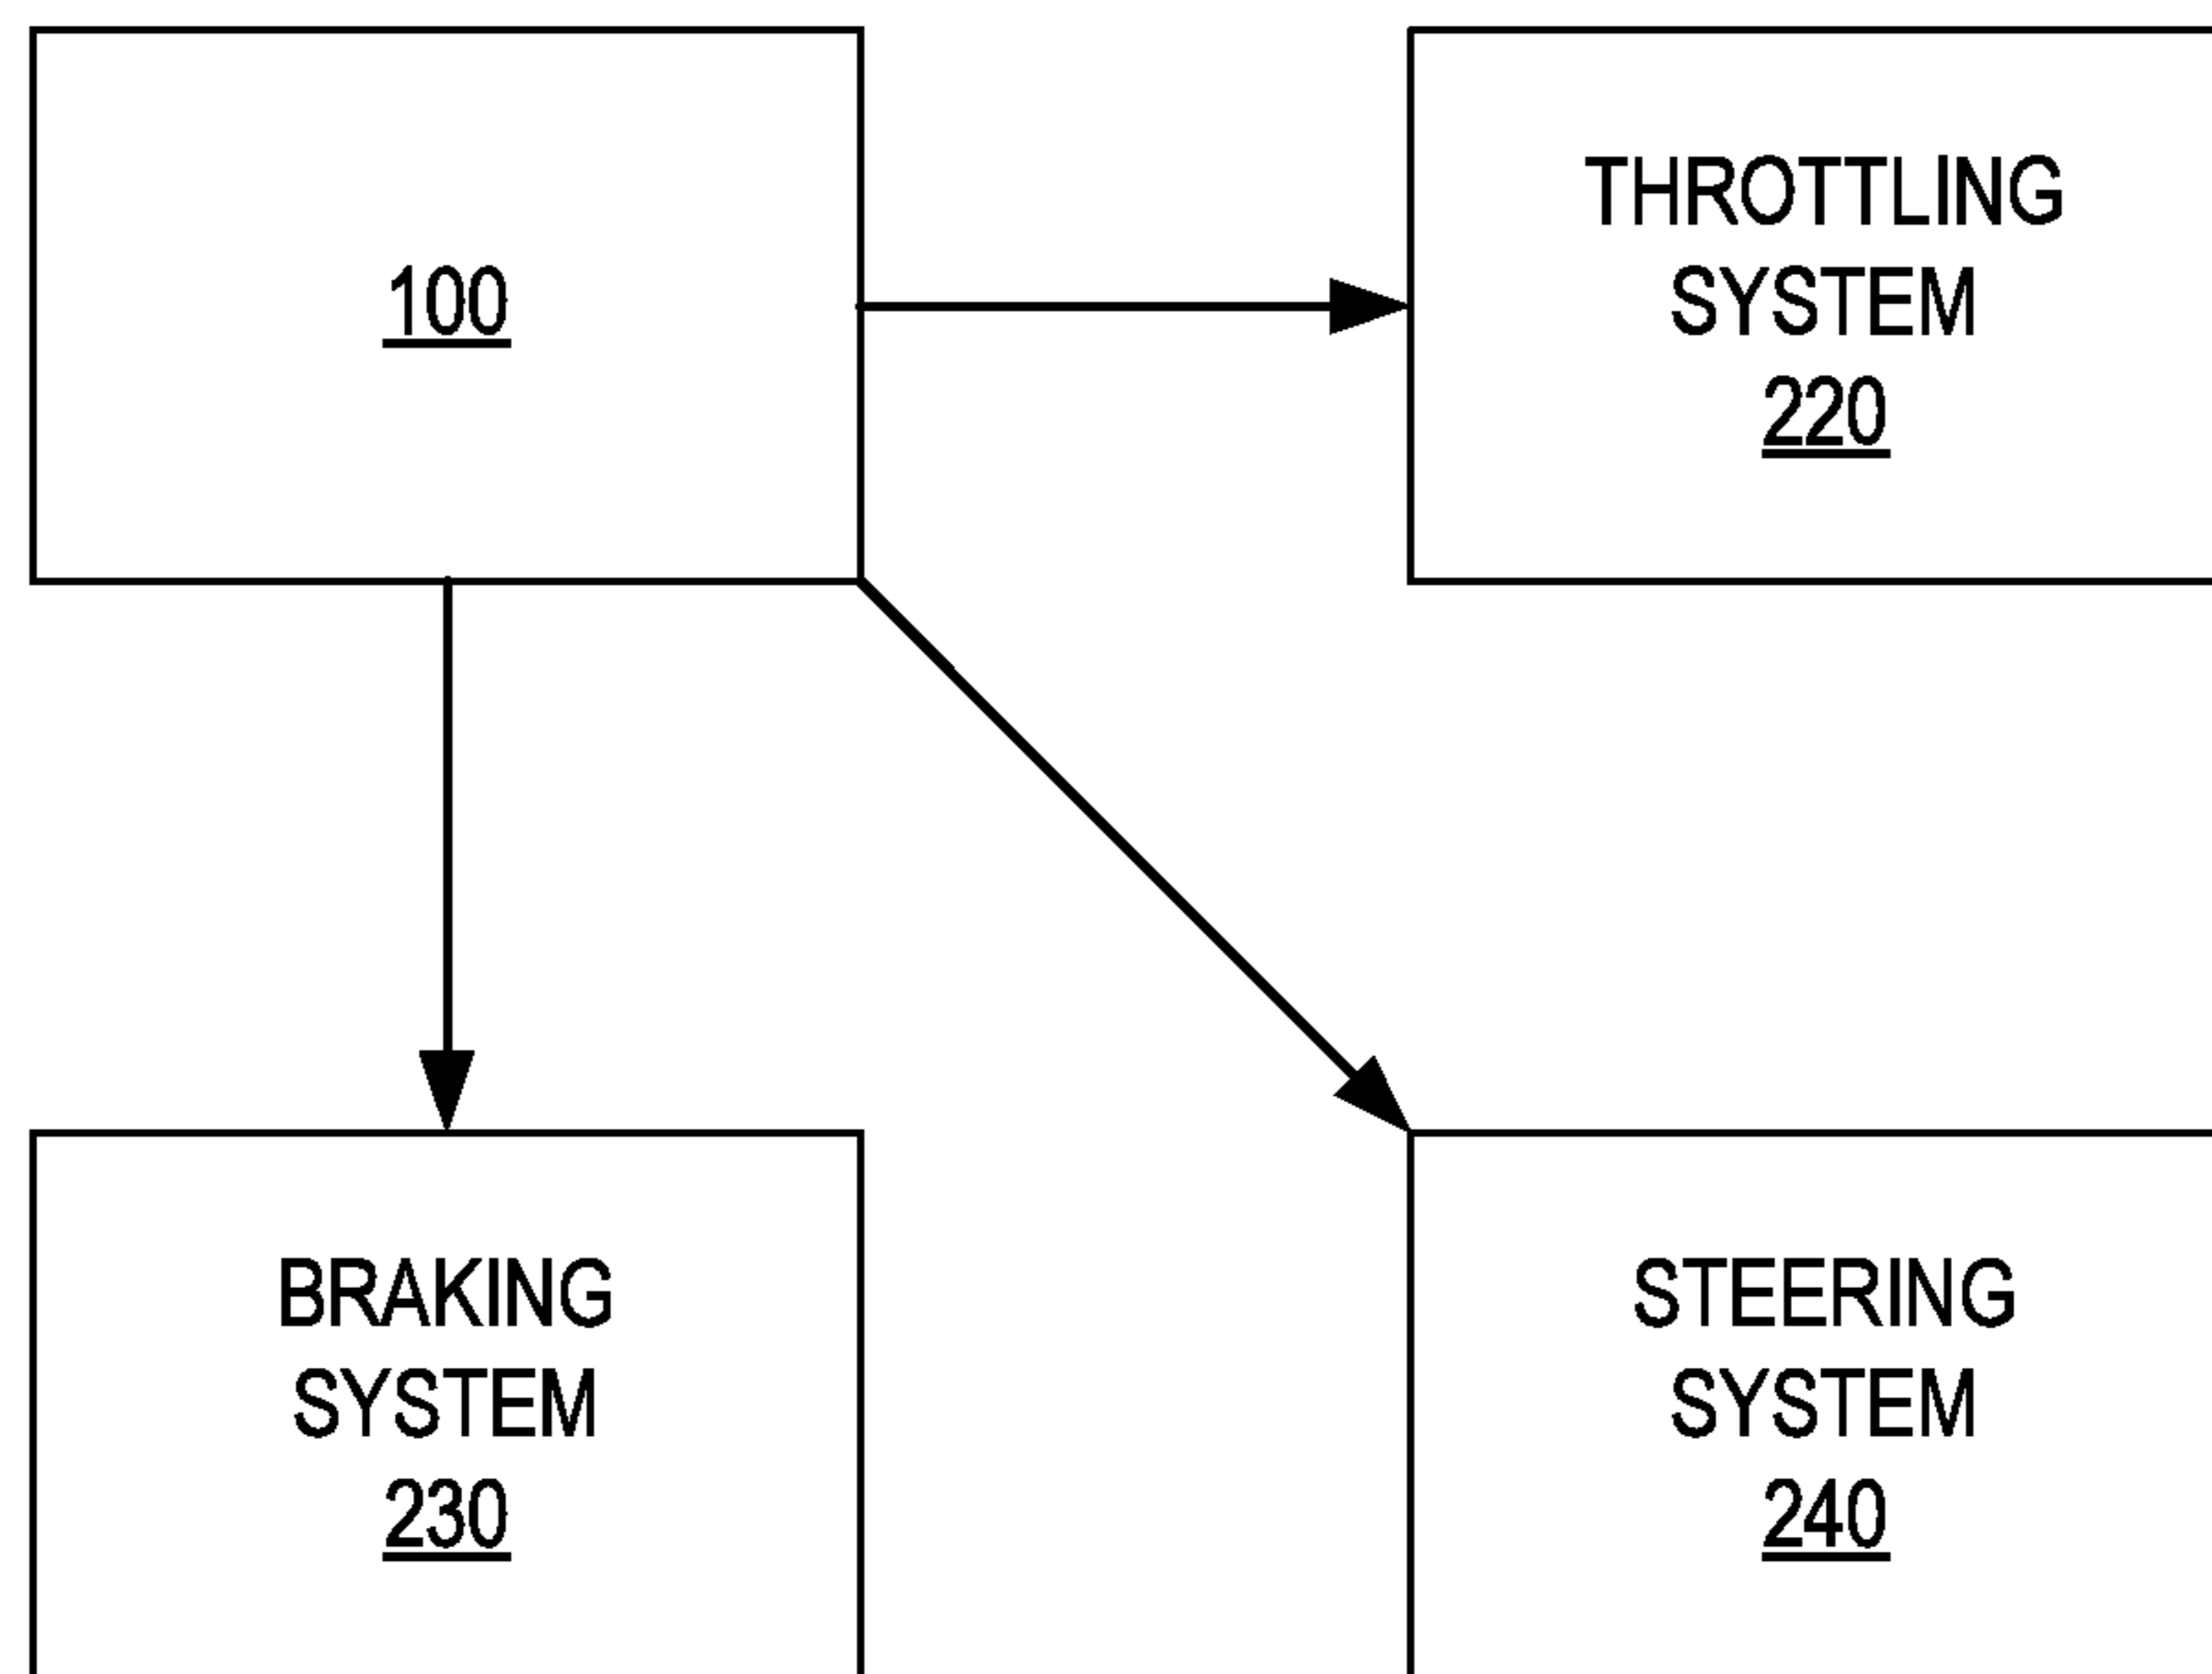 100
THROTTLING
SYSTEM
220
BRAKING
SYSTEM
230
STEERING
SYSTEM
240